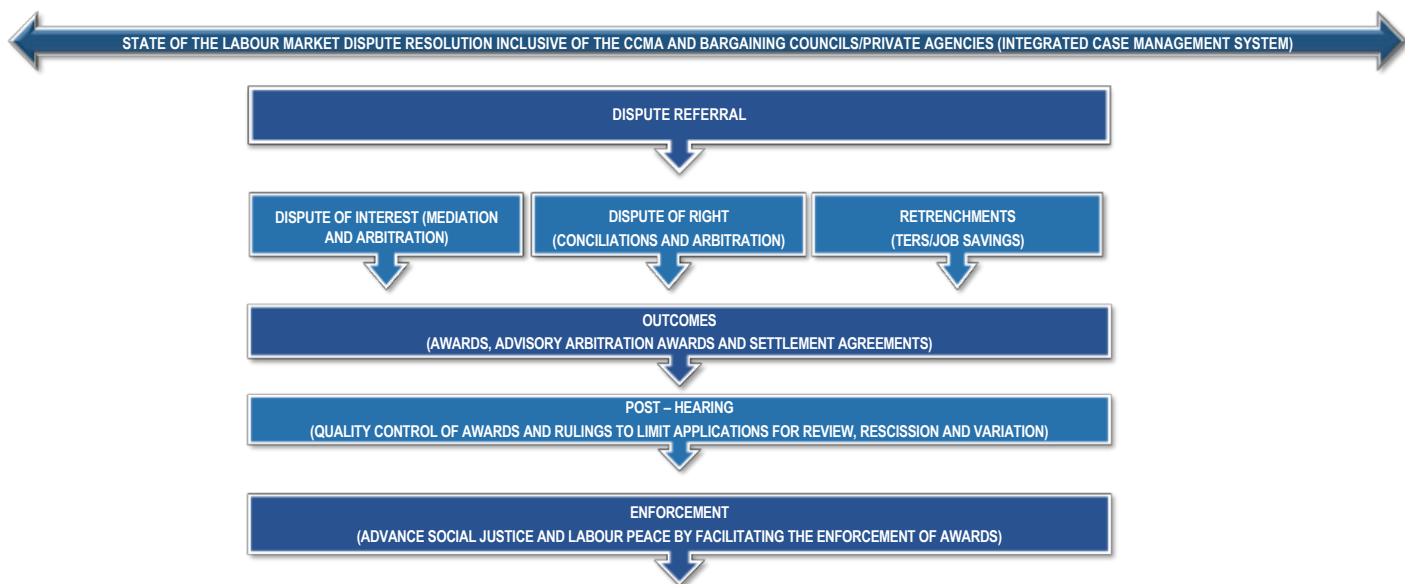 STATE OF THE LABOUR MARKET DISPUTE RESOLUTION INCLUSIVE OF THE CCMA AND BARGAINING COUNCILS/PRIVATE AGENCIES (INTEGRATED CASE MANAGEMENT SYSTEM)
DISPUTE REFERRAL
DISPUTE OF INTEREST (MEDIATION
AND ARBITRATION)
DISPUTE OF RIGHT
(CONCILIATIONS AND ARBITRATION)
RETRENCHMENTS
(TERS/JOB SAVINGS)
OUTCOMES
(AWARDS, ADVISORY ARBITRATION AWARDS AND SETTLEMENT AGREEMENTS)
POST – HEARING
(QUALITY CONTROL OF AWARDS AND RULINGS TO LIMIT APPLICATIONS FOR REVIEW, RESCISSION AND VARIATION)
ENFORCEMENT
(ADVANCE SOCIAL JUSTICE AND LABOUR PEACE BY FACILITATING THE ENFORCEMENT OF AWARDS)